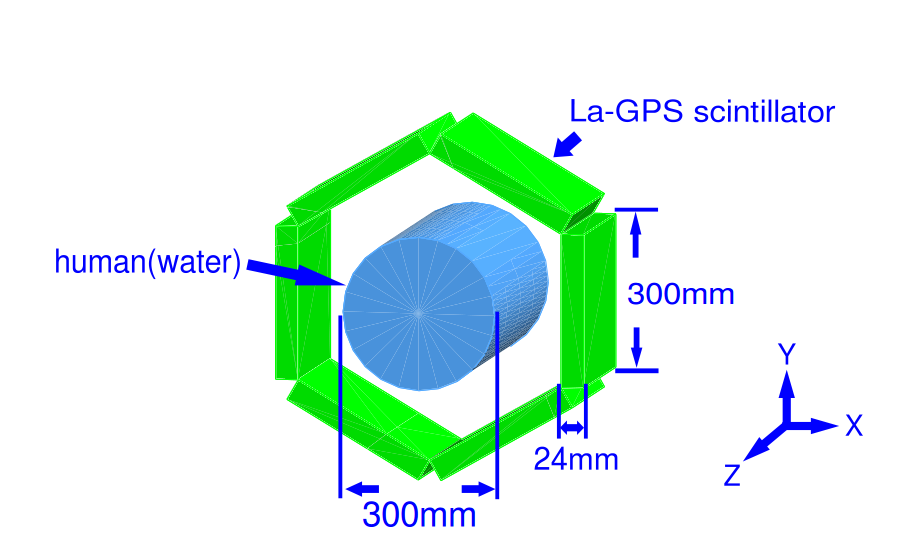 La-GPS scintillator
human(water)
300mm
Y
X
Z
24mm
300mm